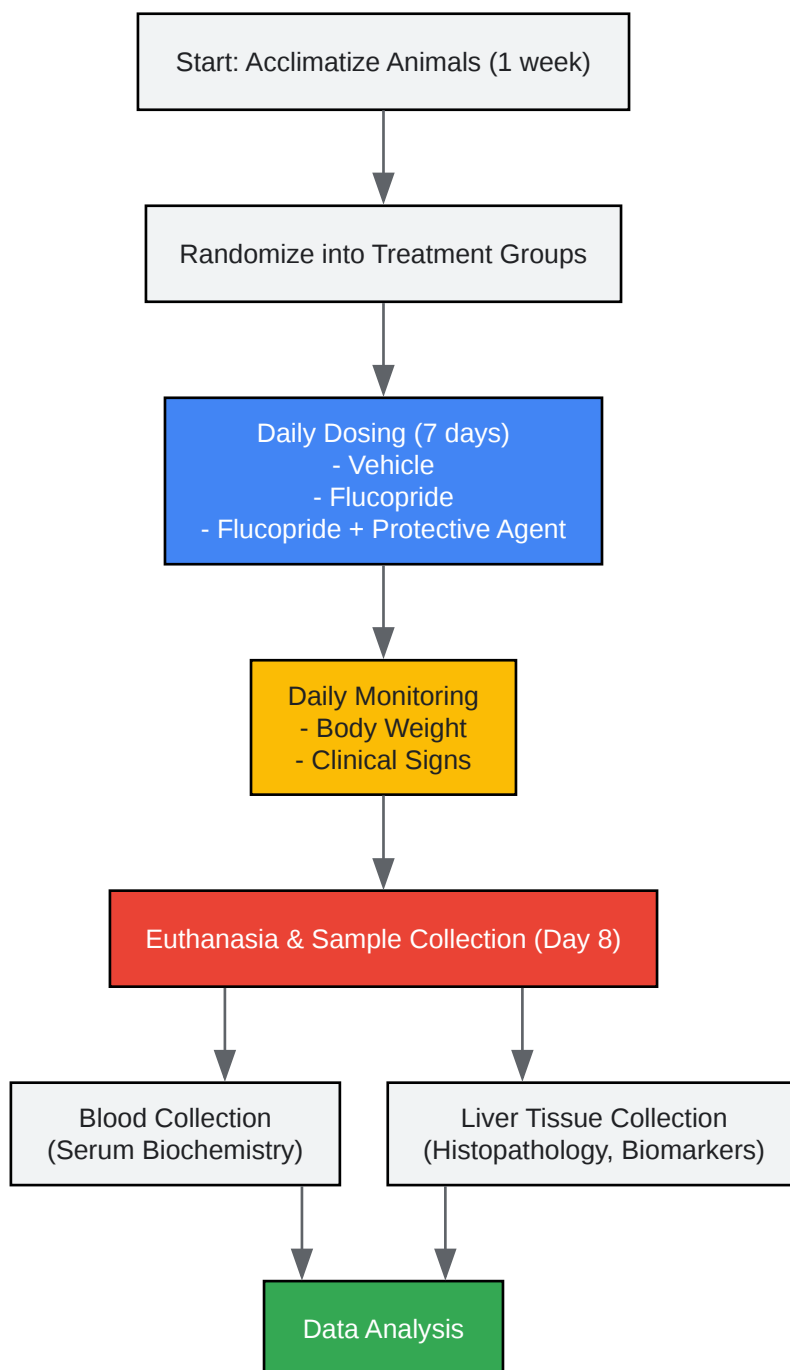 Start: Acclimatize Animals (1 week)
Randomize into Treatment Groups
Daily Dosing (7 days)
- Vehicle
- Flucopride
- Flucopride + Protective Agent
Daily Monitoring
- Body Weight
- Clinical Signs
Euthanasia & Sample Collection (Day 8)
Blood Collection
(Serum Biochemistry)
Liver Tissue Collection
(Histopathology, Biomarkers)
Data Analysis